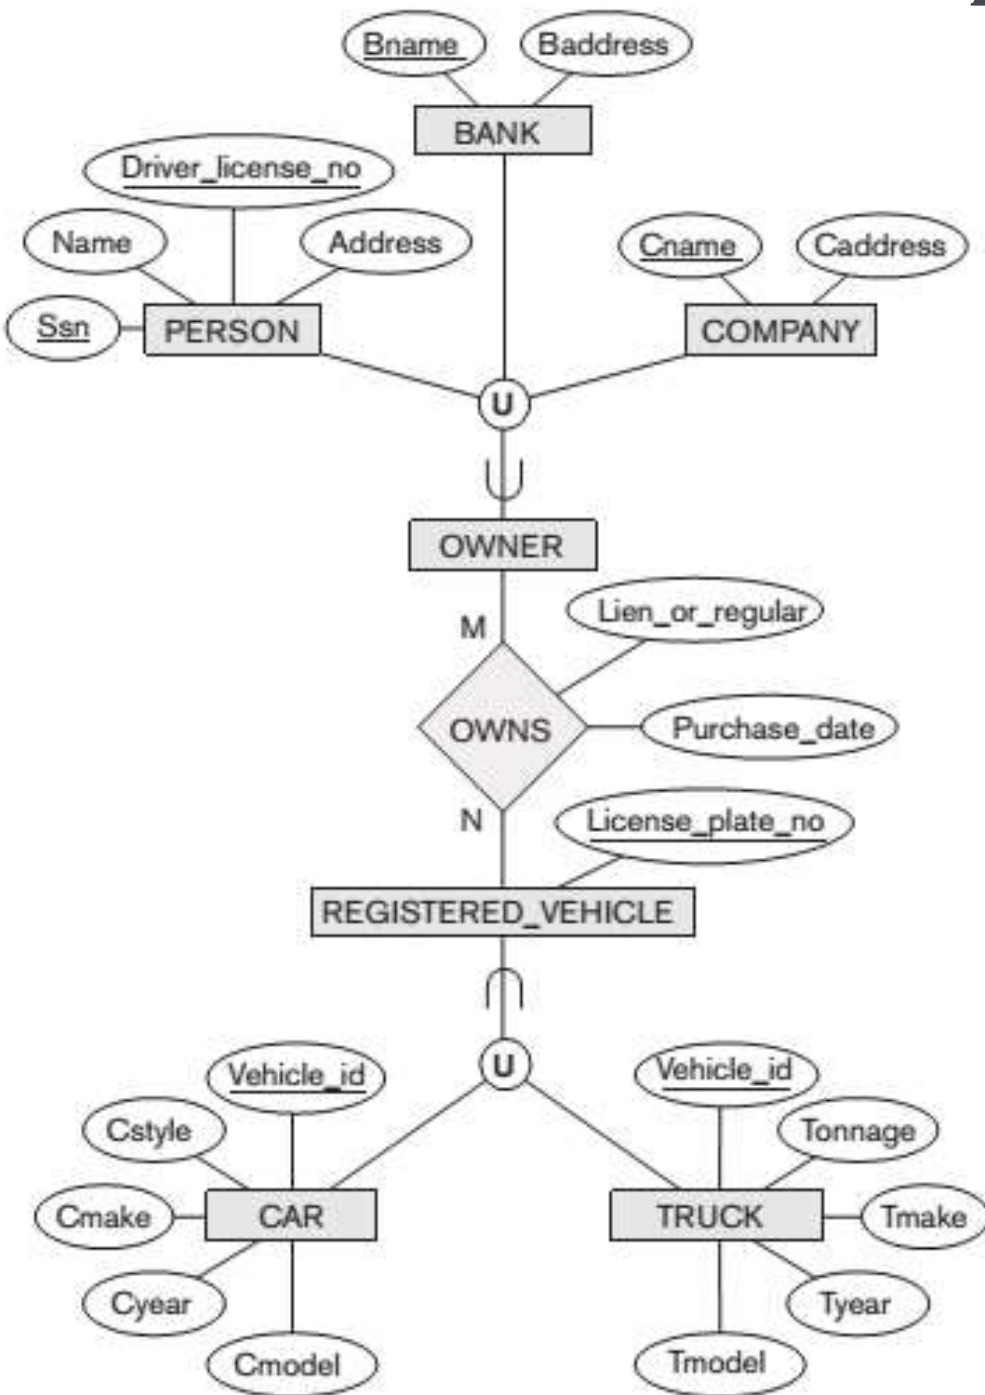 Bname Baddress
BANK
Driver_license_no
Name Address Cname Caddress
Ssn PERSON COMPANY
U
OWNER
M Lien_or_regular
OWNS Purchase_date
N License_plate_no
REGISTERED_VEHICLE
U
Vehicle_id Vehicle_id
Cstyle Tonnage
Cmake CAR TRUCK Tmake
Cyear Tyear
Cmodel Tmodel